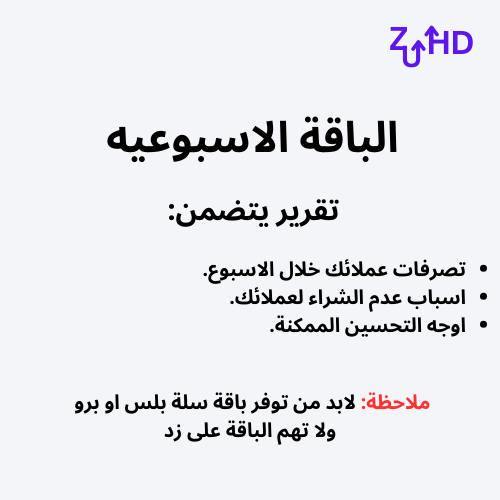 ZUHD
الباقة الاسبوعيه
تقرير يتضمن:
• تصرفات عملائك خلال الاسبوع.
• اسباب عدم الشراء لعملائك.
• اوجه التحسين الممكنة.
ملاحظة: لابد من توفر باقة سلة بلس او برو
ولا تهم الباقة على زد